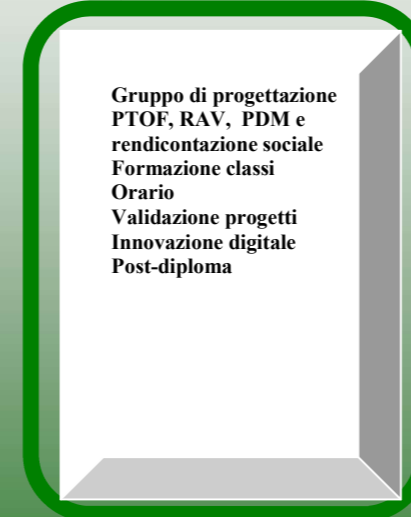 Gruppo di progettazione
PTOF, RAV, PDM e
rendicontazione sociale
Formazione classi
Orario
Validazione progetti
Innovazione digitale
Post-diploma